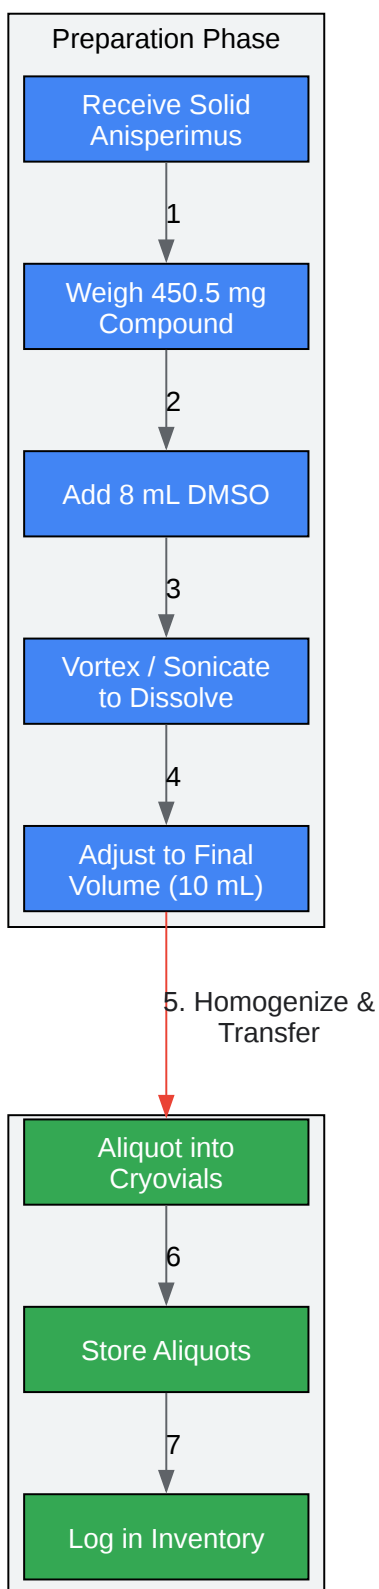 Preparation Phase
Receive Solid
Anisperimus
1
Weigh 450.5 mg
Compound
2
Add 8 mL DMSO
3
Vortex / Sonicate
to Dissolve
4
Adjust to Final
Volume (10 mL)
5. Homogenize &
Transfer
Aliquot into
Cryovials
6
Store Aliquots
7
Log in Inventory